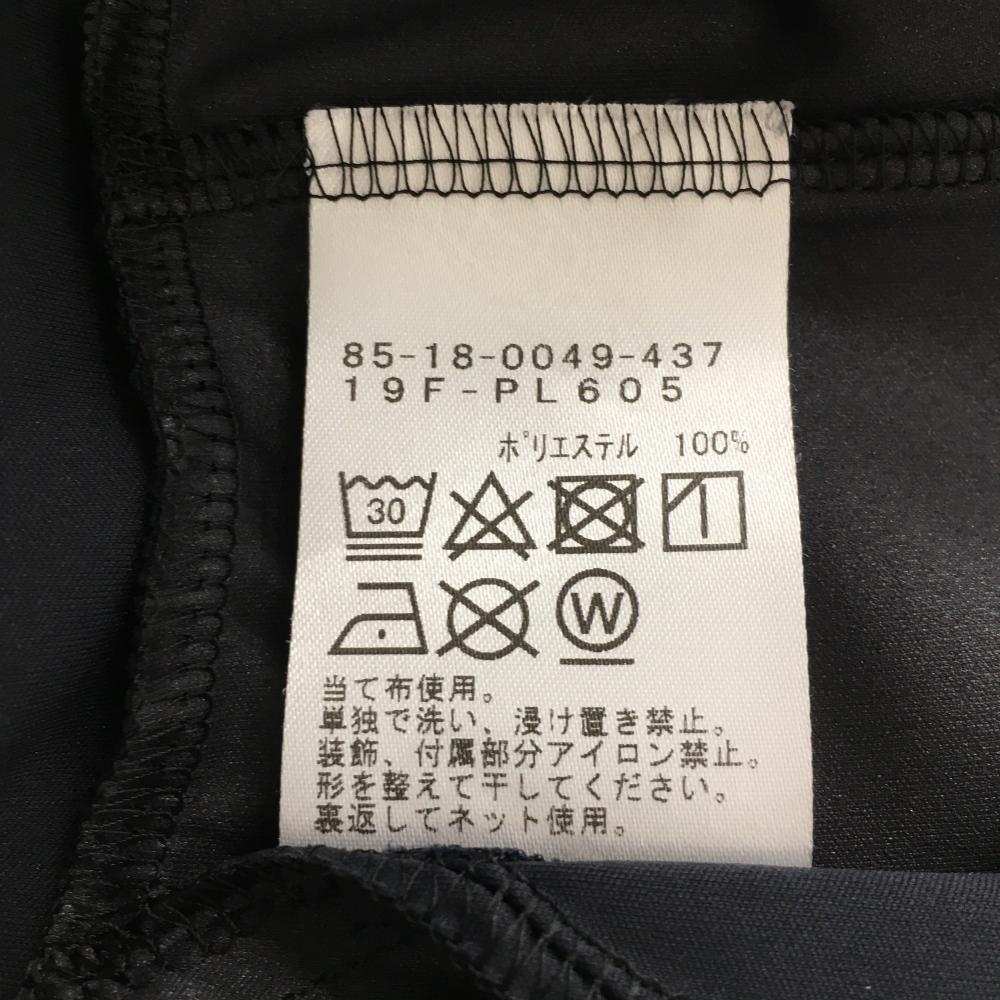 85-18-0049-437
19F-PL605
ポリエステル 100%
30
W
当て布使用。
単独で洗い、浸け置き禁止。
装飾、付属部分アイロン禁止。
形を整えて干してください。
裏返してネット使用。